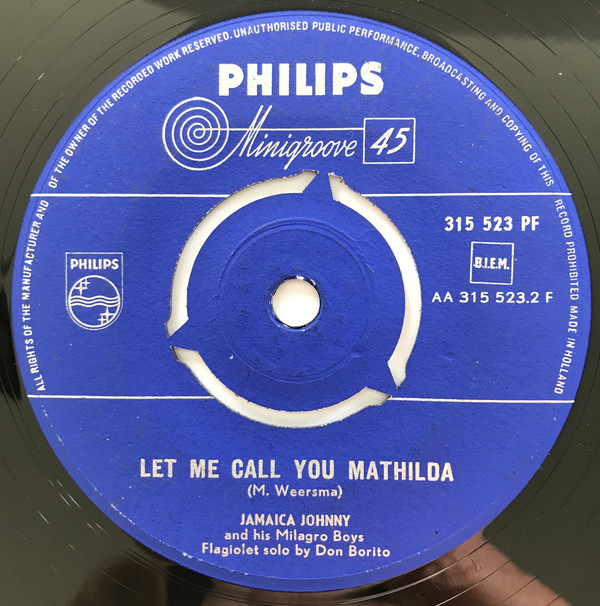 ALL RIGHTS OF THE MANUFACTURER AND OF THE OWNER OF THE RECORDED WORK RESERVED. UNAUTHORISED PUBLIC PERFORMANCE, BROADCASTING AND COPYING OF THIS RECORD PROHIBITED MADE IN HOLLAND
PHILIPS
Minigroove 45
315 523 PF
PHILIPS
B.I.E.M.
AA 315 523.2 F
LET ME CALL YOU MATHILDA
(M. Weersma)
JAMAICA JOHNNY
and his Milagro Boys
Flagiolet solo by Don Borito